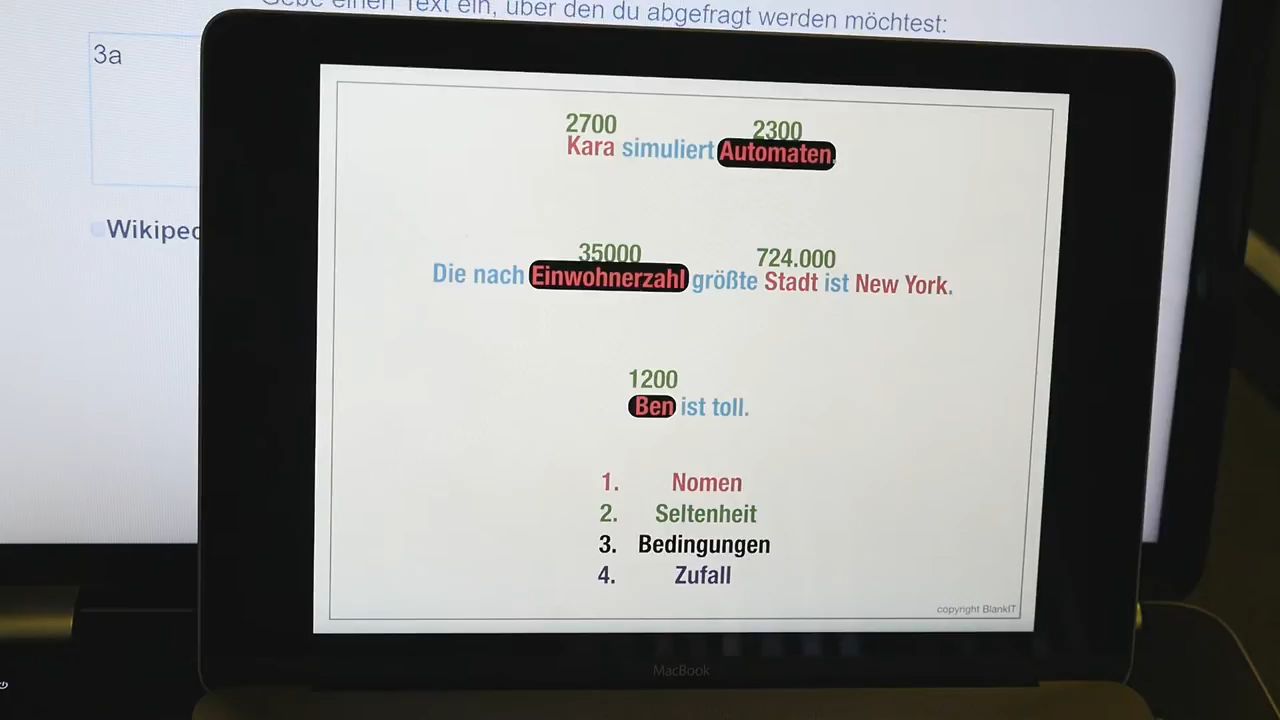 einen Text ein, über den du abgefragt werden möchtest:
3a
2700 2300
Kara simuliert Automaten.
35000 724.000
Die nach Einwohnerzahl größte Stadt ist New York.
1200
Ben ist toll.
1. Nomen
2. Seltenheit
3. Bedingungen
4. Zufall
copyright BlankIT
Wikiped
MacBook